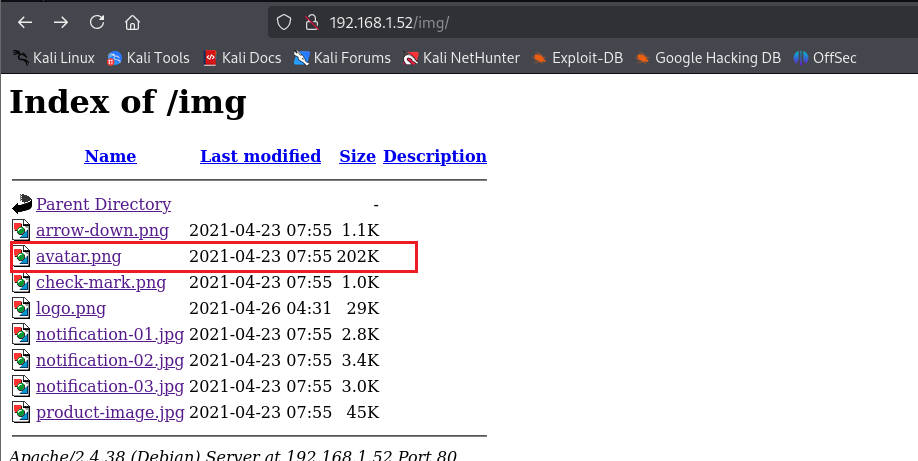 192.168.1.52/img/
Kali Linux Kali Tools Kali Docs Kali Forums Kali NetHunter Exploit-DB Google Hacking DB OffSec
Index of /img
Name Last modified Size Description
Parent Directory -
arrow-down.png 2021-04-23 07:55 1.1K
avatar.png 2021-04-23 07:55 202K
check-mark.png 2021-04-23 07:55 1.0K
logo.png 2021-04-26 04:31 29K
notification-01.jpg 2021-04-23 07:55 2.8K
notification-02.jpg 2021-04-23 07:55 3.4K
notification-03.jpg 2021-04-23 07:55 3.0K
product-image.jpg 2021-04-23 07:55 45K
Apache/2.4.38 (Debian) Server at 192.168.1.52 Port 80